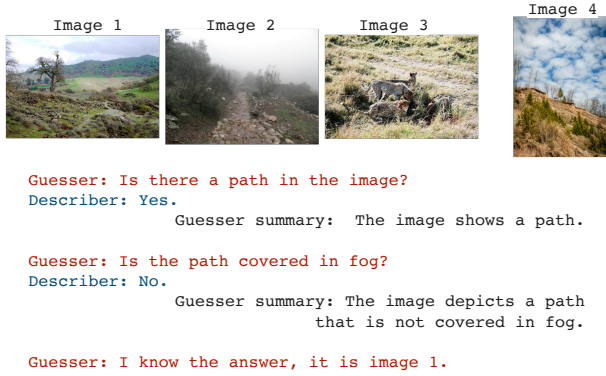 Image 1
Image 2
Image 3
Image 4
Guesser: Is there a path in the image?
Describer: Yes.
Guesser summary:  The image shows a path.
Guesser: Is the path covered in fog?
Describer: No.
Guesser summary: The image depicts a path
that is not covered in fog.
Guesser: I know the answer, it is image 1.